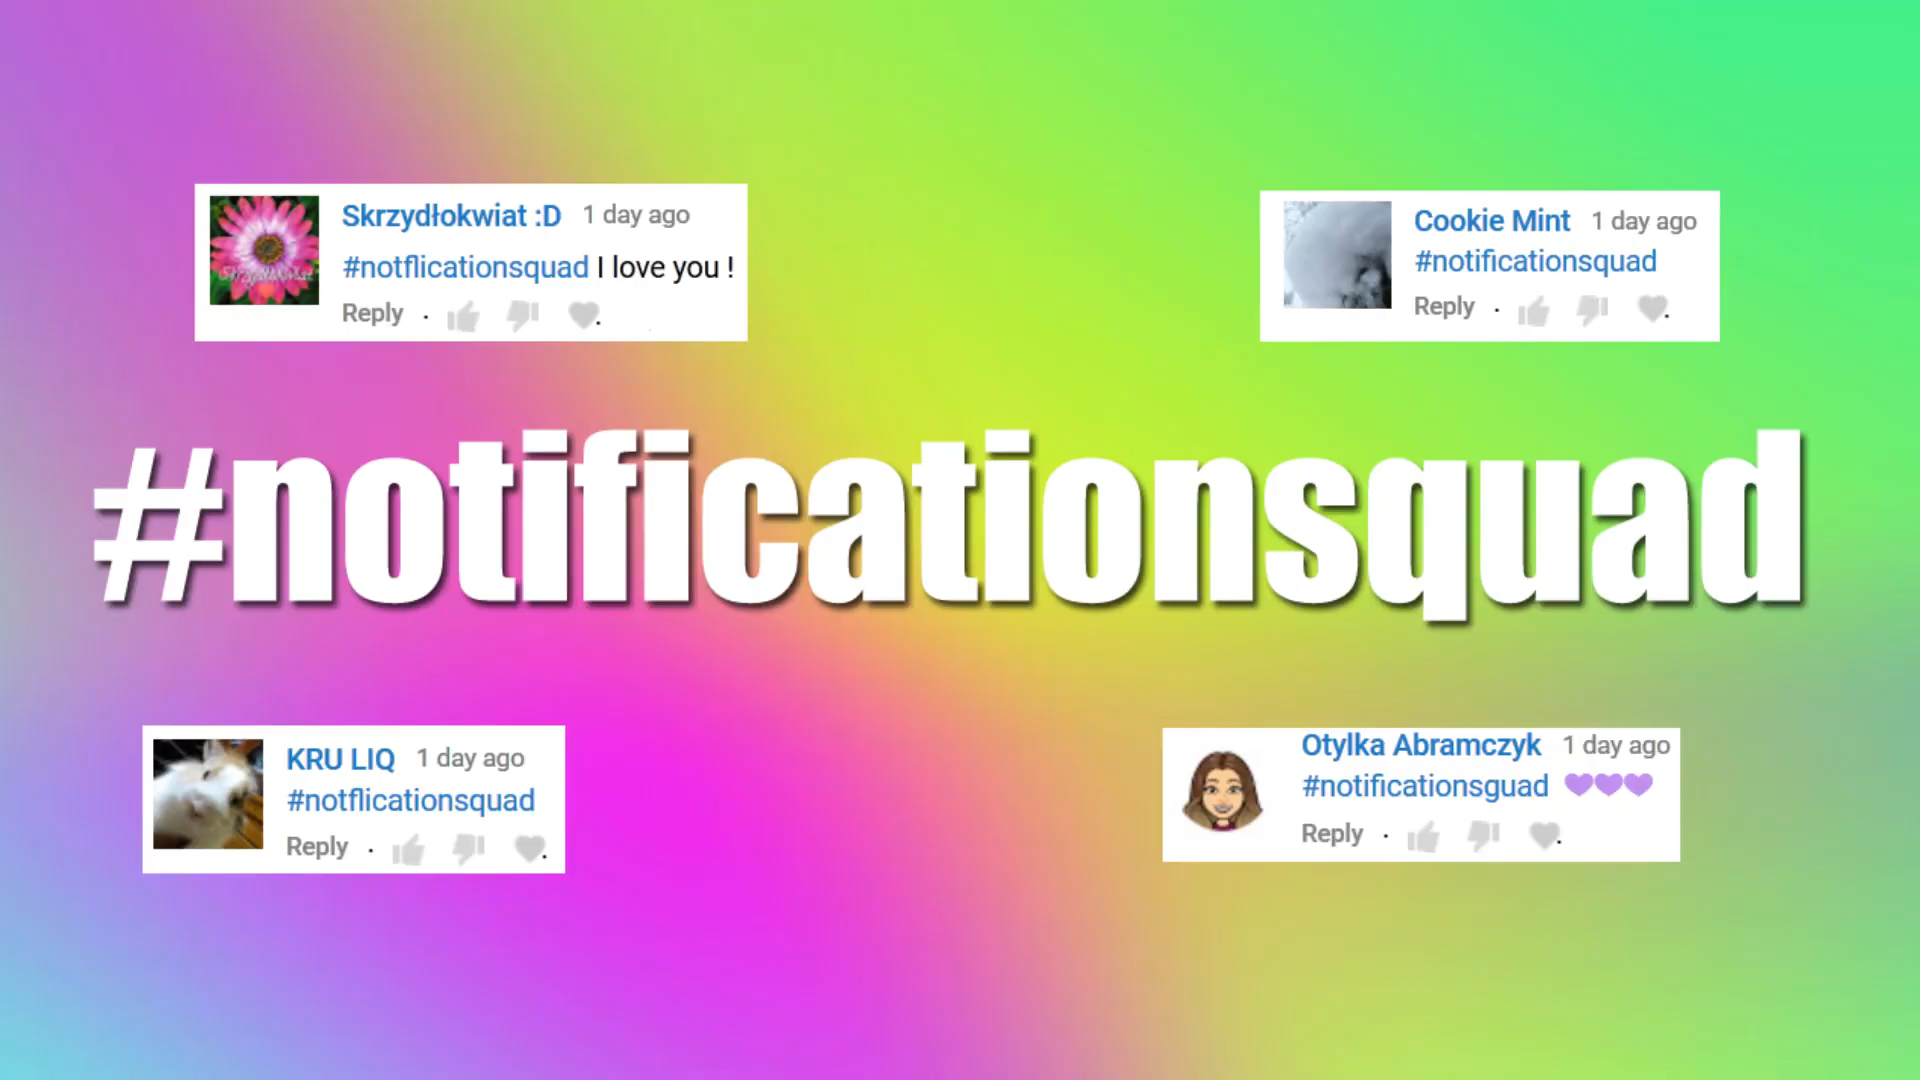 Skrzydłokwiat :D 1 day ago
#notflicationsquad I love you !
Reply
Cookie Mint 1 day ago
#notificationsquad
Reply
#notificationsquad
KRU LIQ 1 day ago
#notflicationsquad
Reply
Otylka Abramczyk 1 day ago
#notificationsguad 💜💜💜
Reply